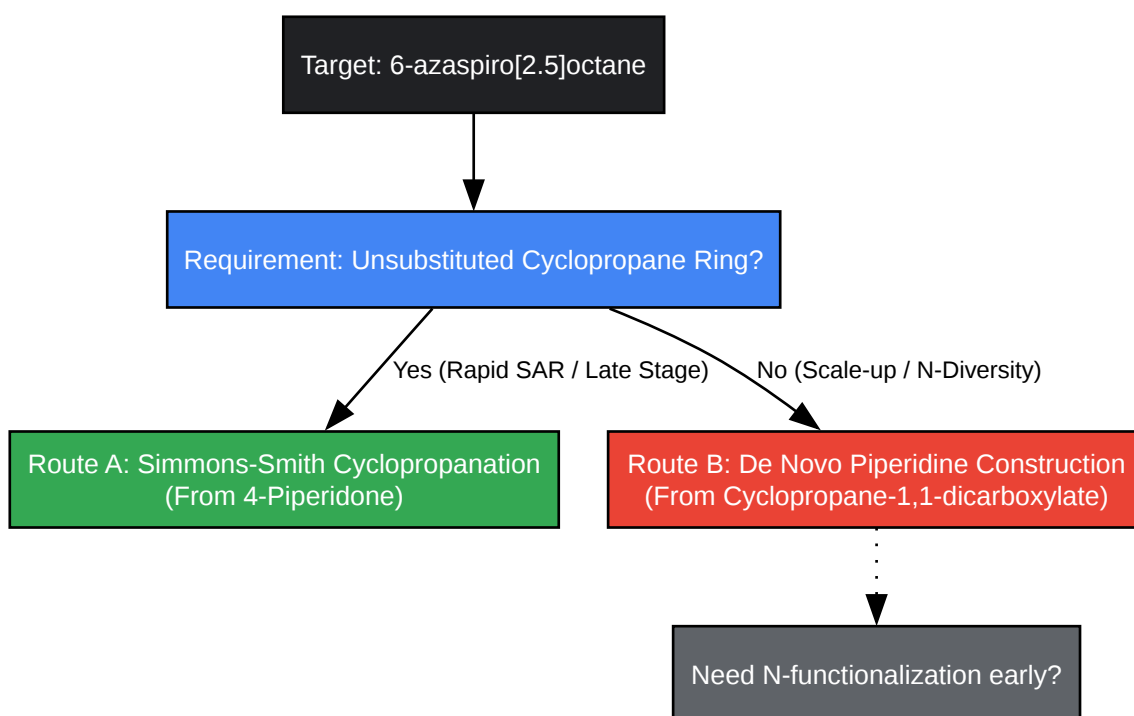 Target: 6-azaspiro[2.5]octane
Requirement: Unsubstituted Cyclopropane Ring?
Yes (Rapid SAR / Late Stage)
No (Scale-up / N-Diversity)
Route A: Simmons-Smith Cyclopropanation
(From 4-Piperidone)
Route B: De Novo Piperidine Construction
(From Cyclopropane-1,1-dicarboxylate)
Need N-functionalization early?